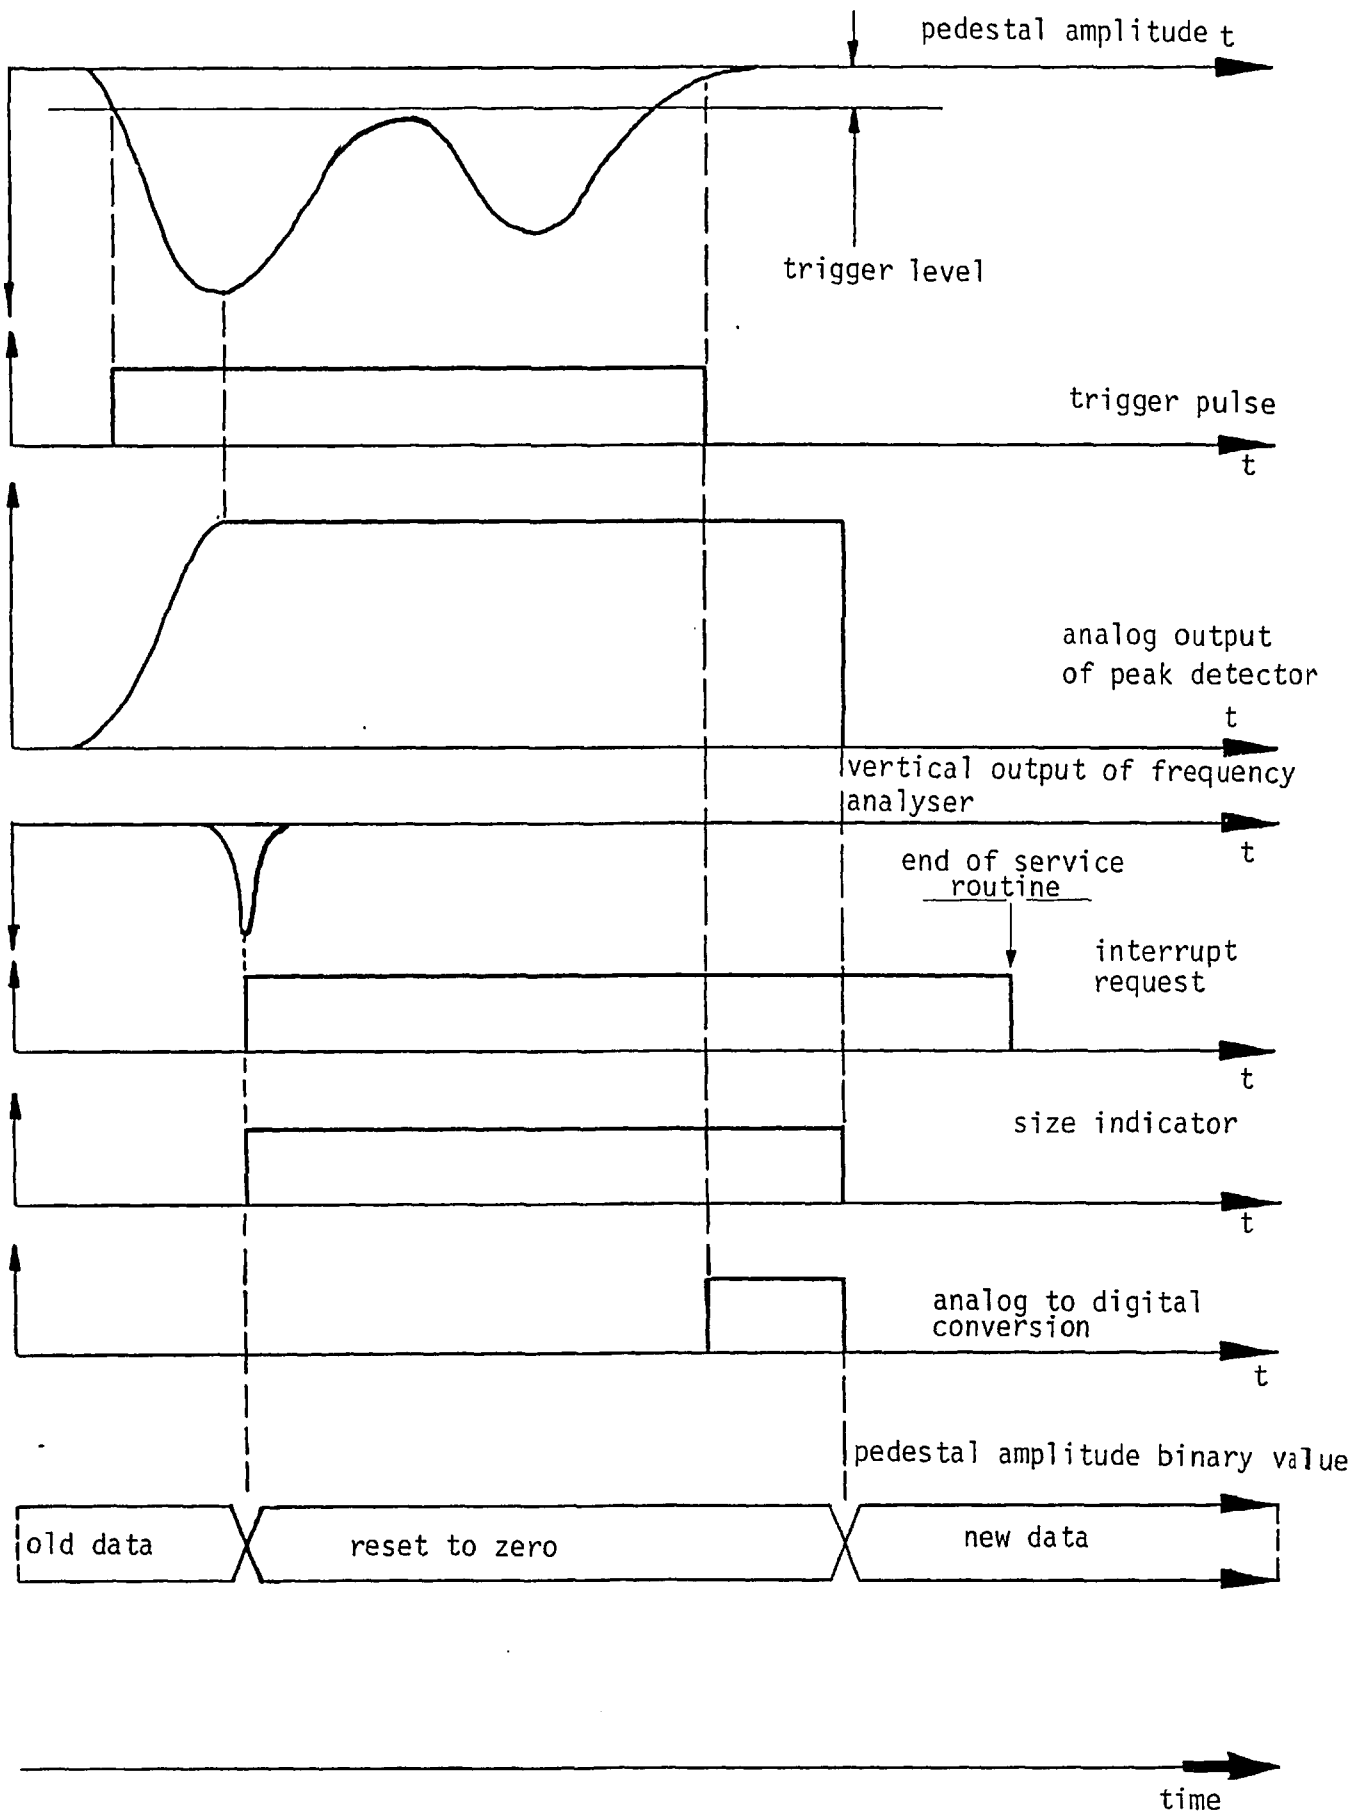 pedestal amplitude t
trigger level
trigger pulse
t
analog output
of peak detector
t
vertical output of frequency
analyser
t
end of service
routine
interrupt
request
t
size indicator
t
analog to digital
conversion
t
pedestal amplitude binary value
old data
reset to zero
new data
time